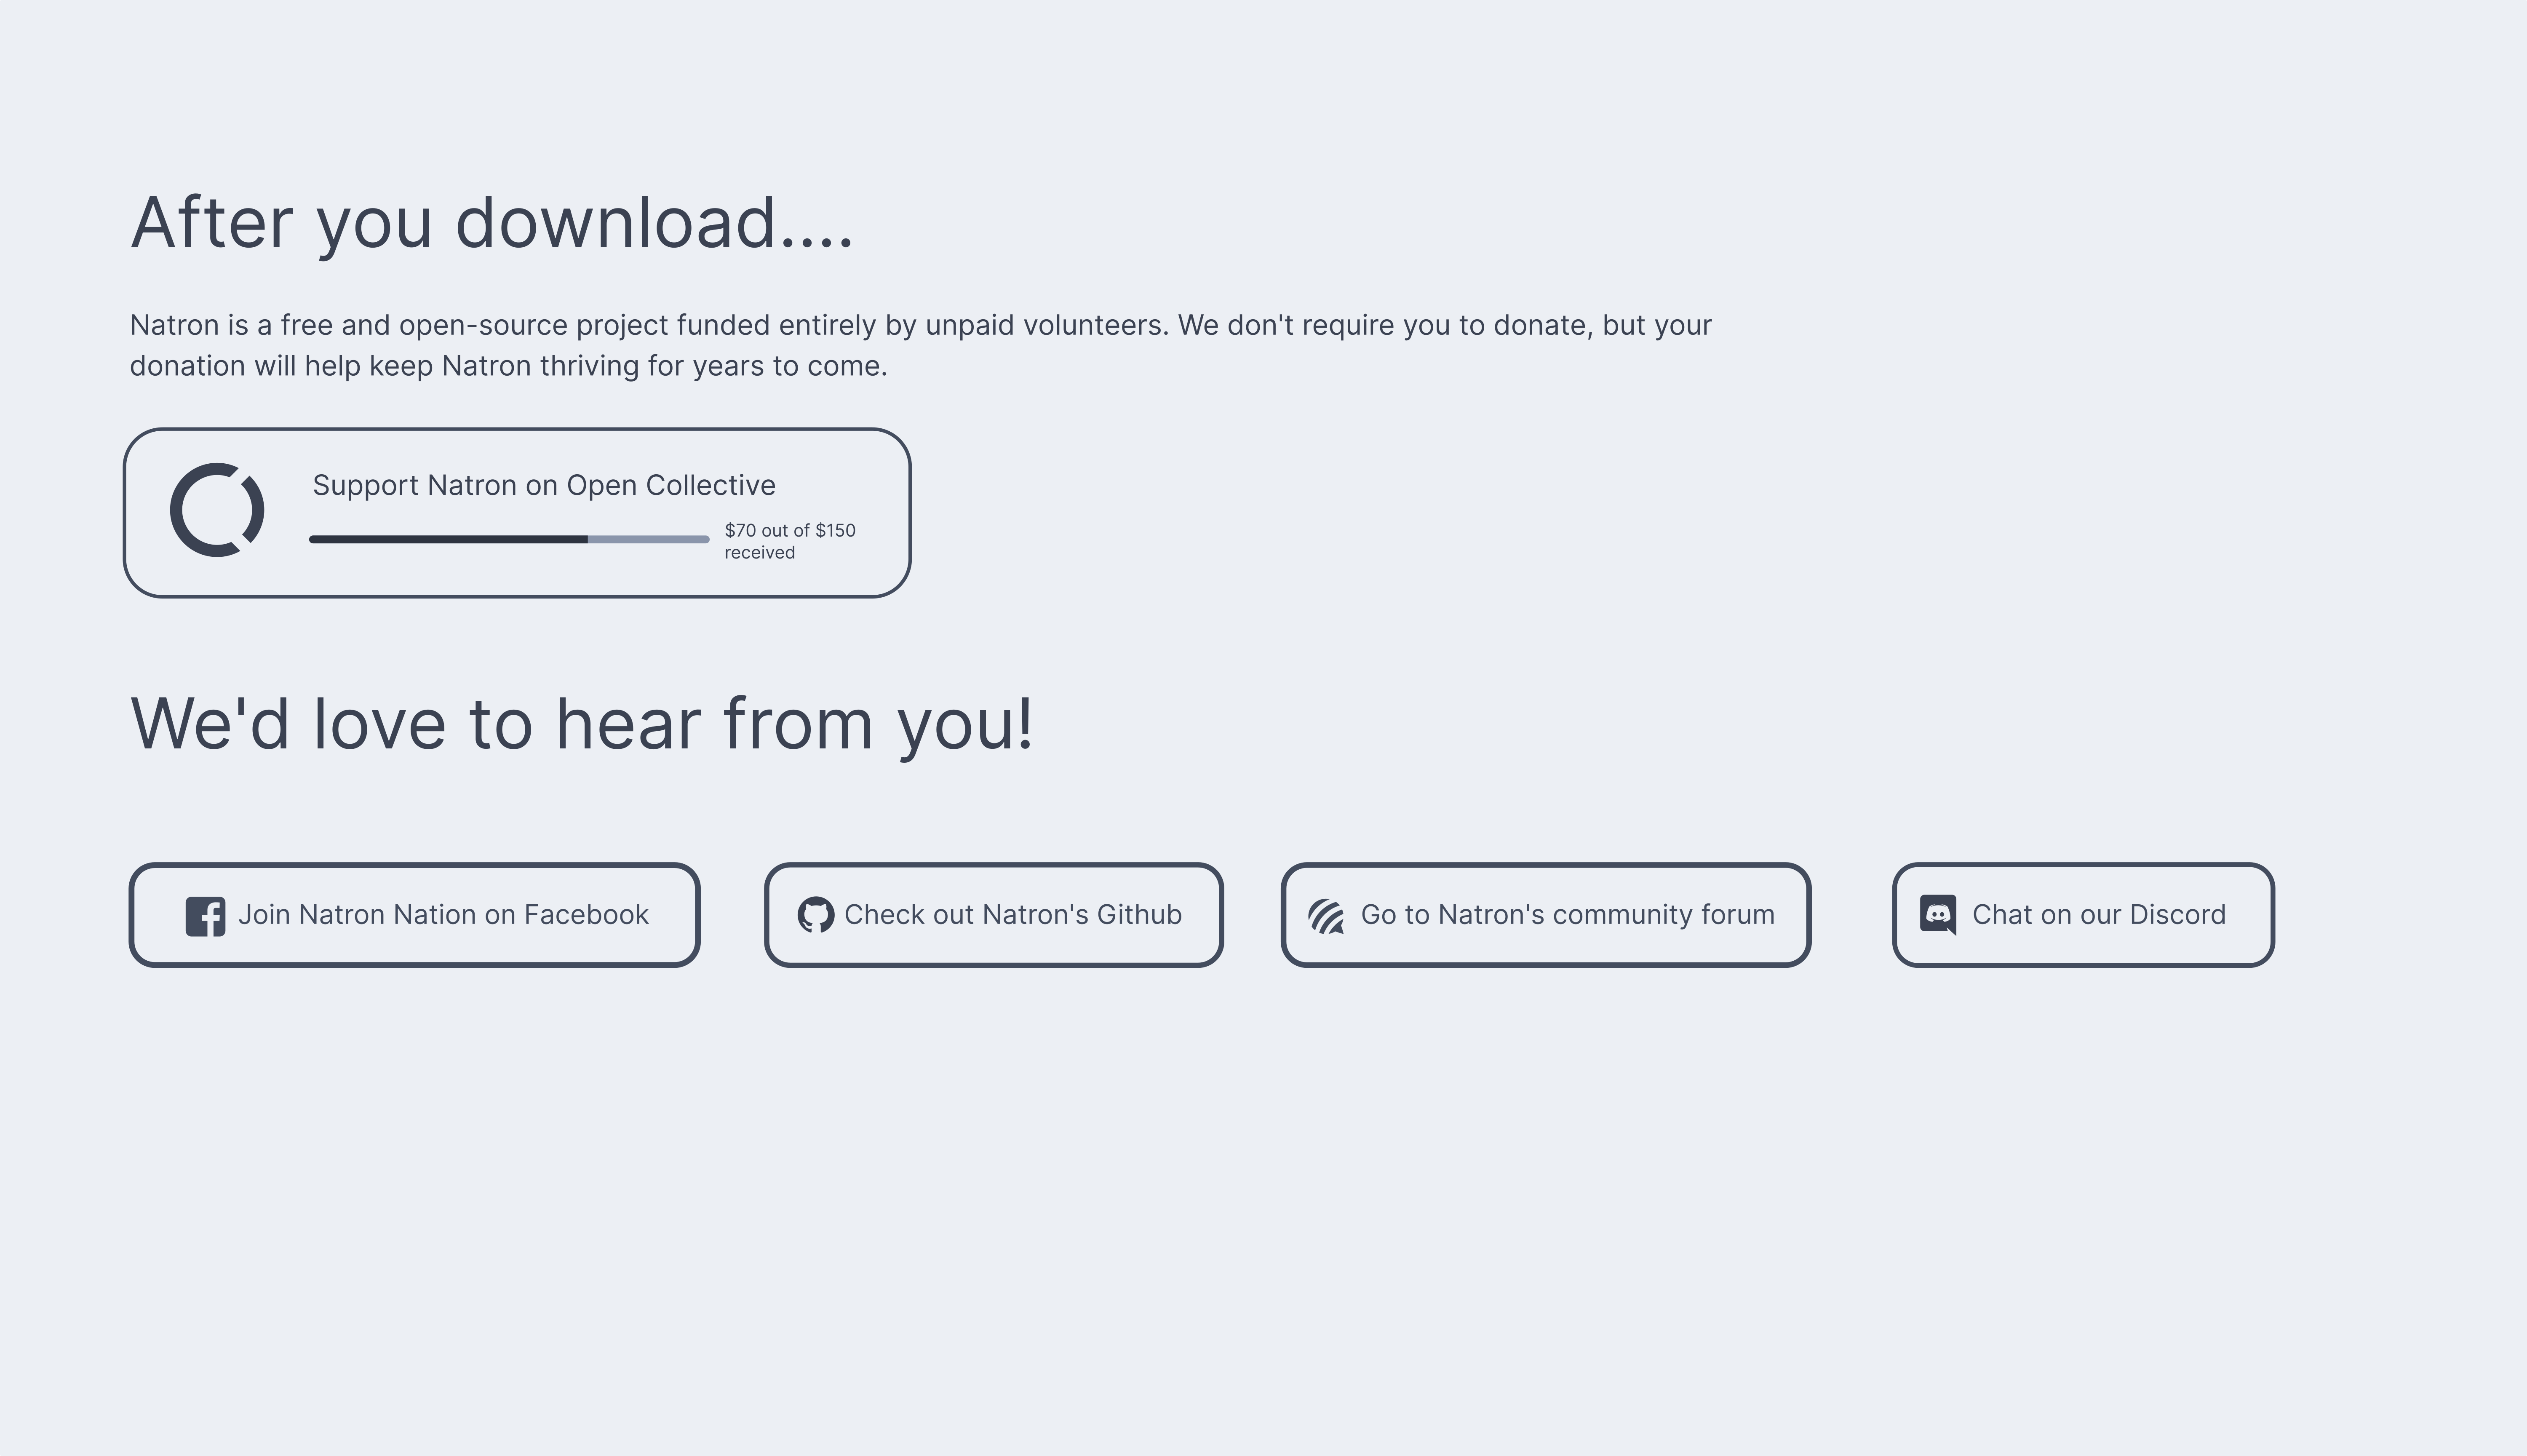 After you download....
Natron is a free and open-source project funded entirely by unpaid volunteers. We don't require you to donate, but your
donation will help keep Natron thriving for years to come.
Support Natron on Open Collective
$70 out of $150
received
We'd love to hear from you!
Join Natron Nation on Facebook
Check out Natron's Github
Go to Natron's community forum
Chat on our Discord